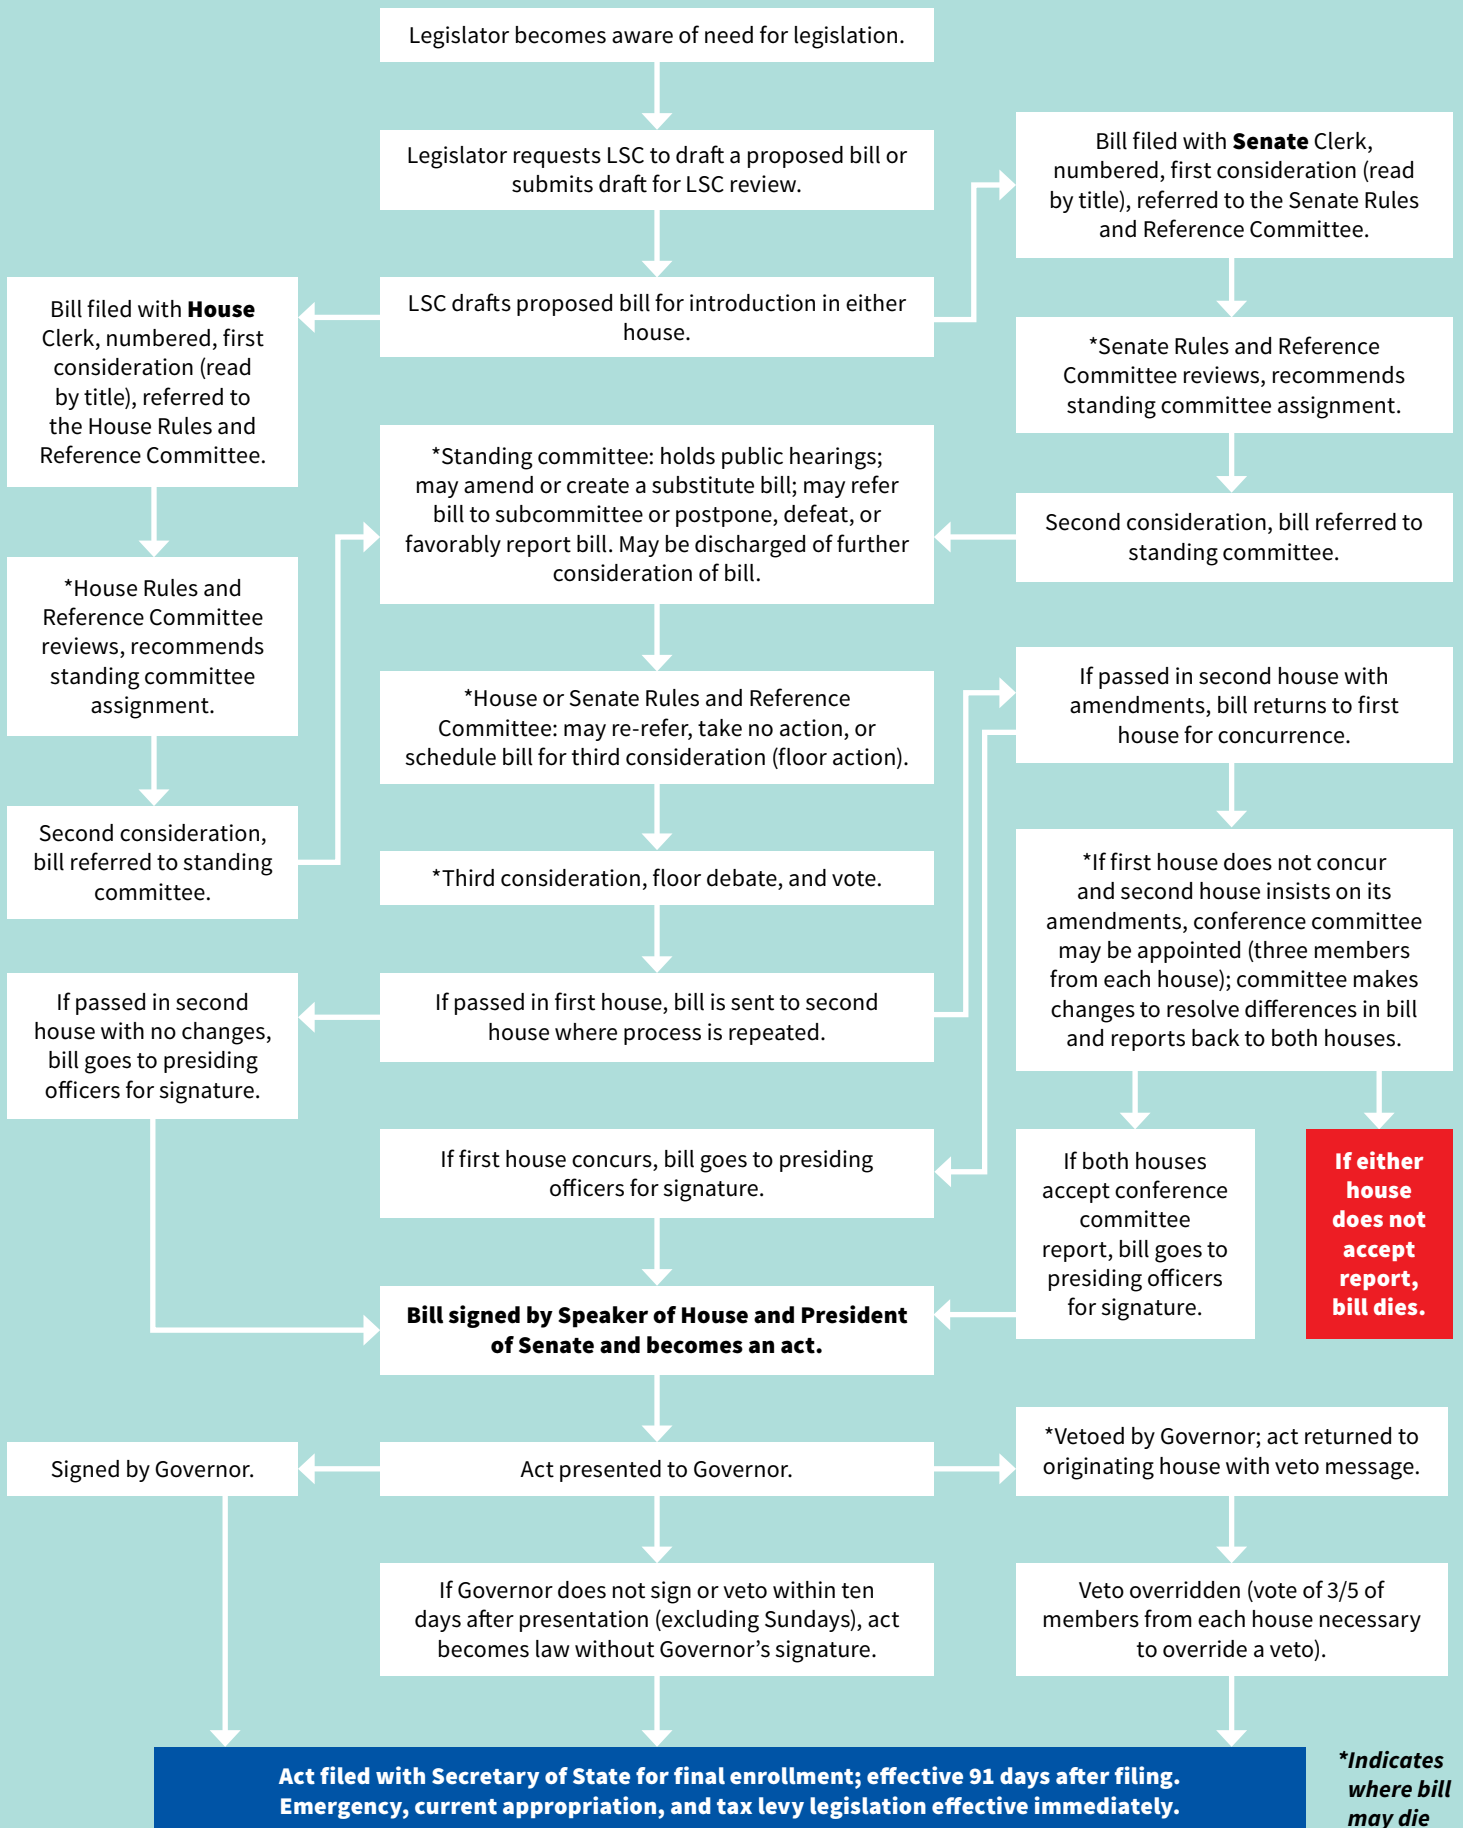 Legislator becomes aware of need for legislation.
Legislator requests LSC to draft a proposed bill or
submits draft for LSC review.
Bill filed with Senate Clerk,
numbered, first consideration (read
by title), referred to the Senate Rules
and Reference Committee.
LSC drafts proposed bill for introduction in either
house.
Bill filed with House
Clerk, numbered, first
consideration (read
by title), referred to
the House Rules and
Reference Committee.
*Senate Rules and Reference
Committee reviews, recommends
standing committee assignment.
*Standing committee: holds public hearings;
may amend or create a substitute bill; may refer
bill to subcommittee or postpone, defeat, or
favorably report bill. May be discharged of further
consideration of bill.
Second consideration, bill referred to
standing committee.
*House Rules and
Reference Committee
reviews, recommends
standing committee
assignment.
*House or Senate Rules and Reference
Committee: may re-refer, take no action, or
schedule bill for third consideration (floor action).
If passed in second house with
amendments, bill returns to first
house for concurrence.
Second consideration,
bill referred to standing
committee.
*Third consideration, floor debate, and vote.
*If first house does not concur
and second house insists on its
amendments, conference committee
may be appointed (three members
from each house); committee makes
changes to resolve differences in bill
and reports back to both houses.
If passed in second
house with no changes,
bill goes to presiding
officers for signature.
If passed in first house, bill is sent to second
house where process is repeated.
If first house concurs, bill goes to presiding
officers for signature.
If both houses
accept conference
committee
report, bill goes to
presiding officers
for signature.
If either
house
does not
accept
report,
bill dies.
Bill signed by Speaker of House and President
of Senate and becomes an act.
Signed by Governor.
Act presented to Governor.
*Vetoed by Governor; act returned to
originating house with veto message.
If Governor does not sign or veto within ten
days after presentation (excluding Sundays), act
becomes law without Governor's signature.
Veto overridden (vote of 3/5 of
members from each house necessary
to override a veto).
Act filed with Secretary of State for final enrollment; effective 91 days after filing.
Emergency, current appropriation, and tax levy legislation effective immediately.
*Indicates
where bill
may die